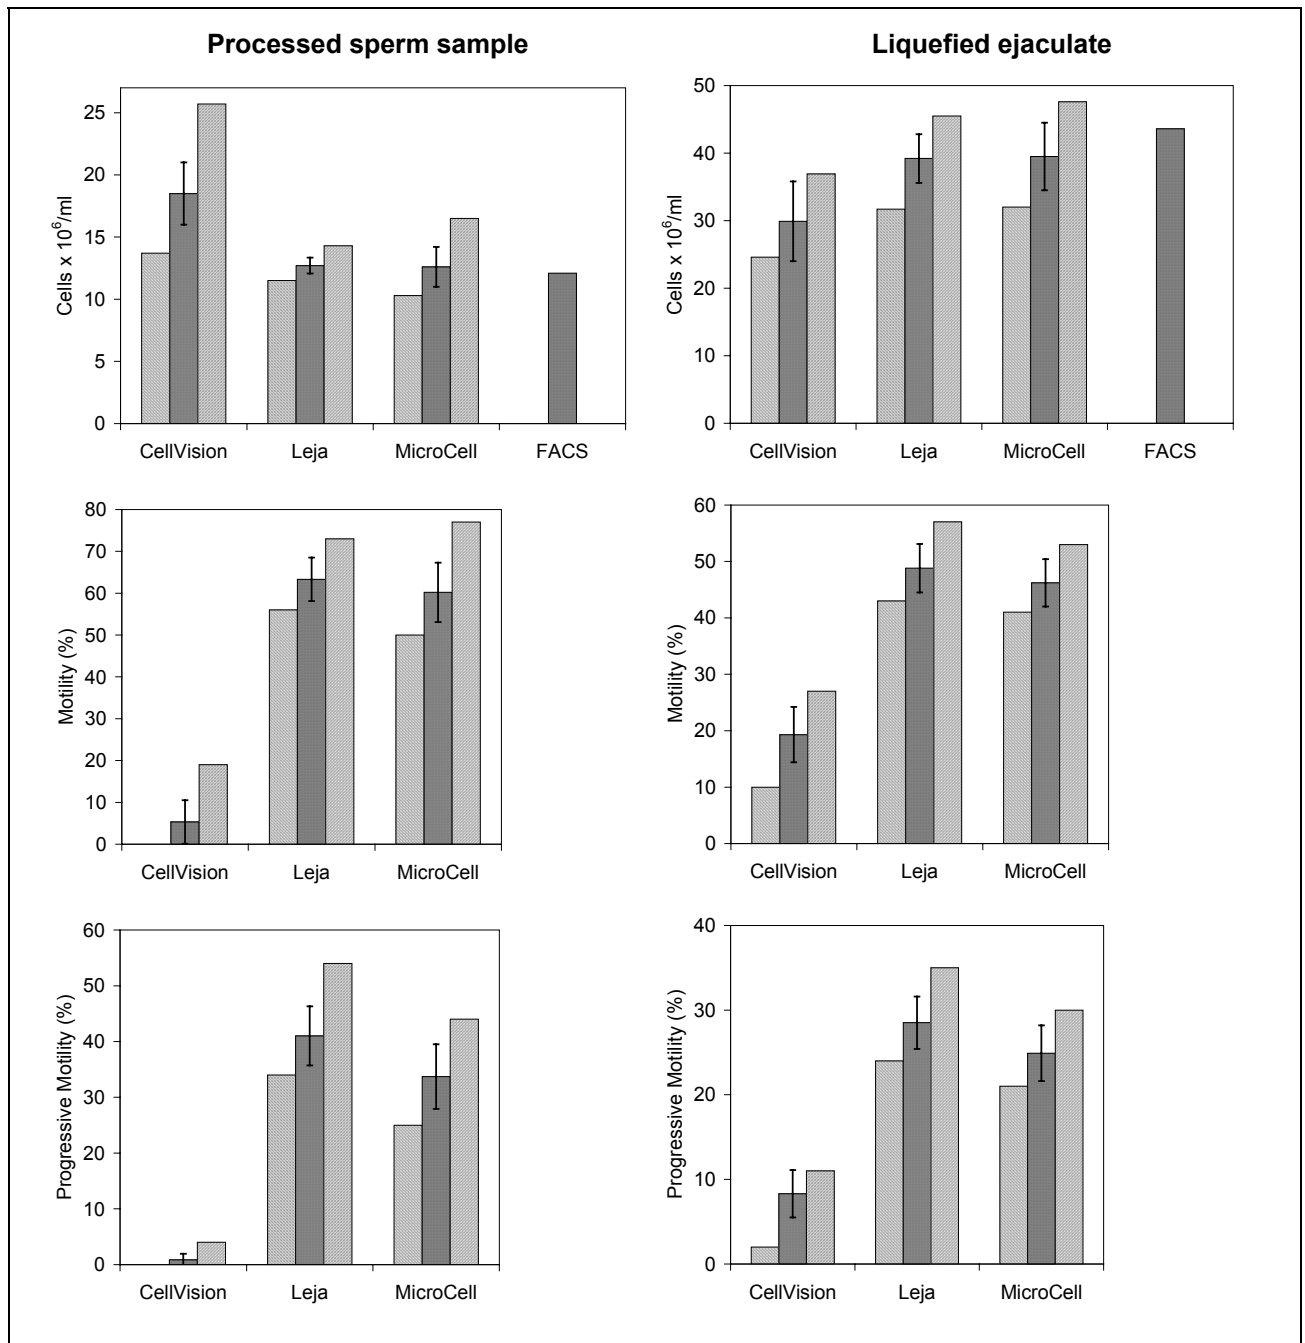 Processed sperm sample
Liquefied ejaculate
Cells x 10⁶/ml
25
20
15
10
5
0
CellVision Leja MicroCell FACS
Cells x 10⁶/ml
50
40
30
20
10
0
CellVision Leja MicroCell FACS
Motility (%)
80
70
60
50
40
30
20
10
0
CellVision Leja MicroCell
Motility (%)
60
50
40
30
20
10
0
CellVision Leja MicroCell
Progressive Motility (%)
60
50
40
30
20
10
0
CellVision Leja MicroCell
Progressive Motility (%)
40
30
20
10
0
CellVision Leja MicroCell